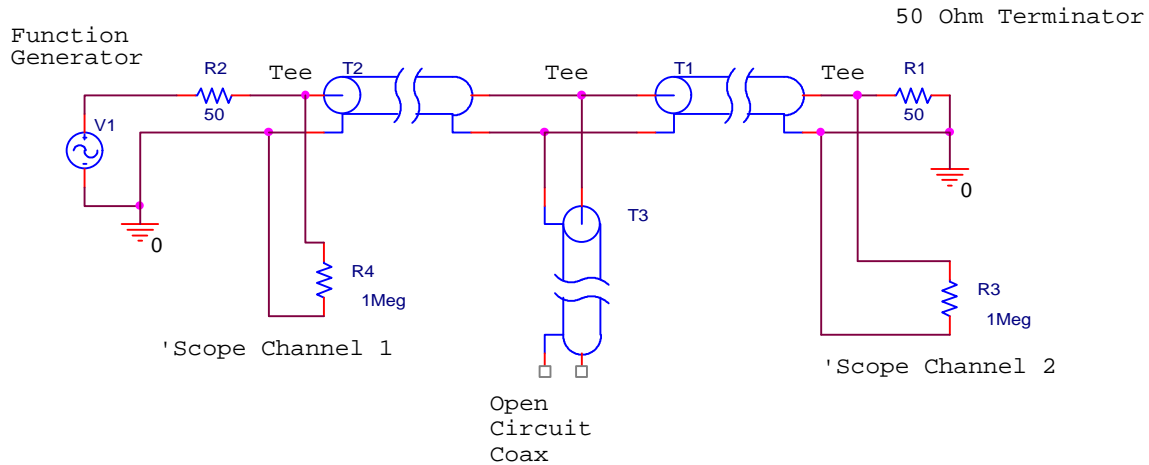 50 Ohm Terminator
Function
Generator
R2
Tee
T2
Tee
T1
Tee
R1
50
50
V1
0
0
T3
R4
1Meg
R3
1Meg
'Scope Channel 1
'Scope Channel 2
Open
Circuit
Coax